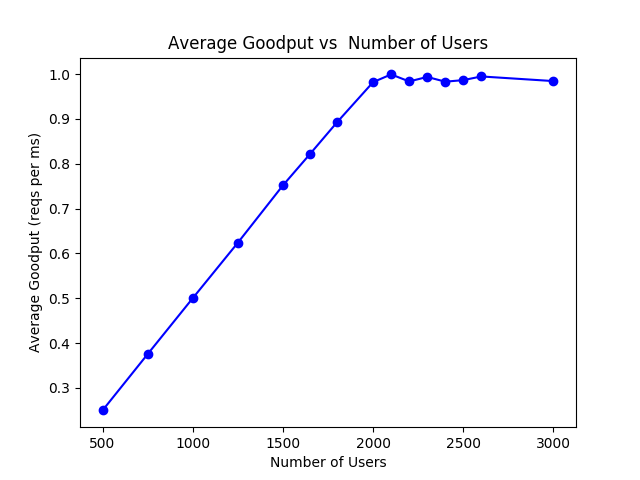 Average Goodput vs  Number of Users
Average Goodput (reqs per ms)
1.0
0.9
0.8
0.7
0.6
0.5
0.4
0.3
500 1000 1500 2000 2500 3000
Number of Users